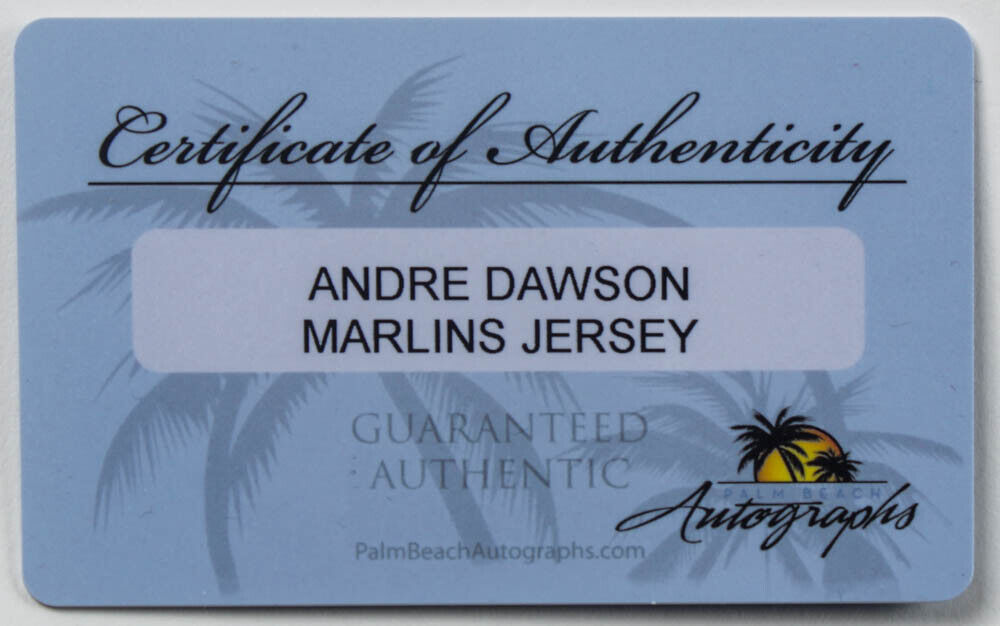 Certificate of Authenticity
ANDRE DAWSON
MARLINS JERSEY
GUARANTEED
AUTHENTIC
PalmBeachAutographs.com
PALM BEACH
Autographs